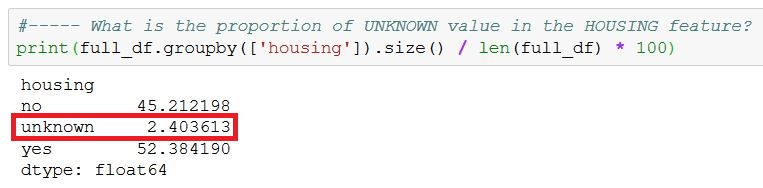 #----- What is the proportion of UNKNOWN value in the HOUSING feature?
print(full_df.groupby(['housing']).size() / len(full_df) * 100)
housing
no 45.212198
unknown 2.403613
yes 52.384190
dtype: float64